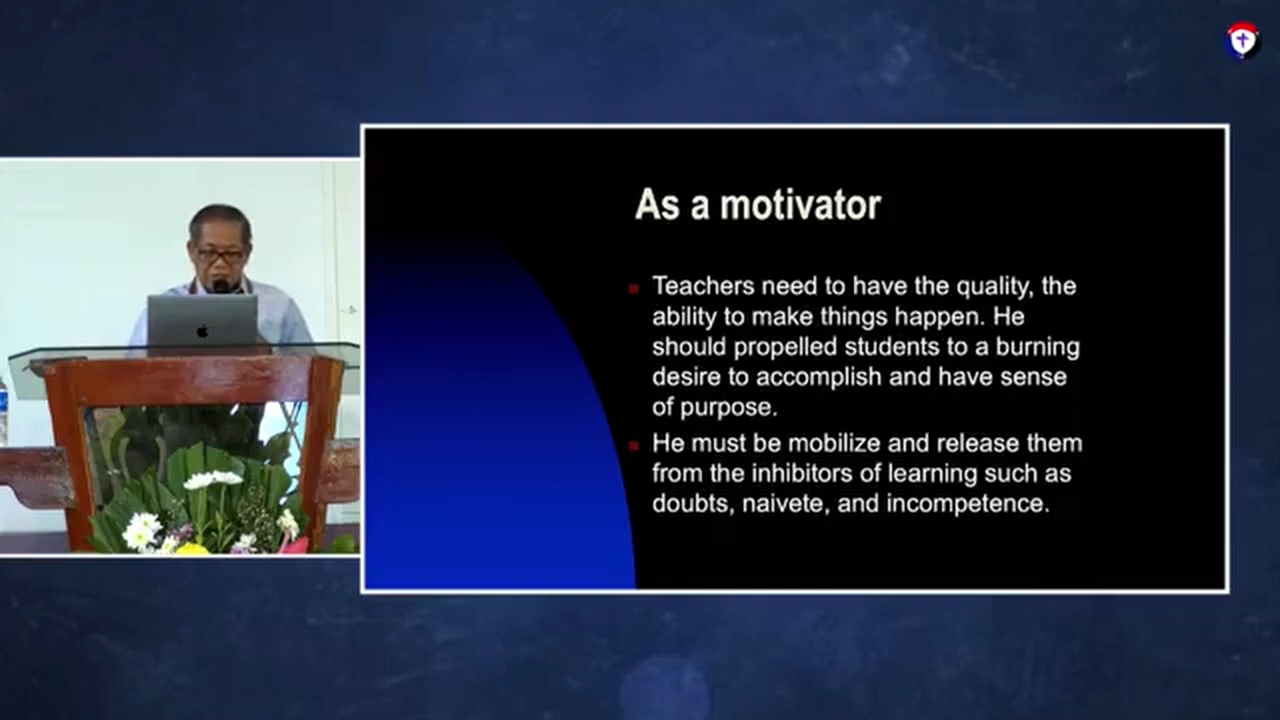 As a motivator
Teachers need to have the quality, the
ability to make things happen. He
should propelled students to a burning
desire to accomplish and have sense
of purpose.
He must be mobilize and release them
from the inhibitors of learning such as
doubts, naivete, and incompetence.